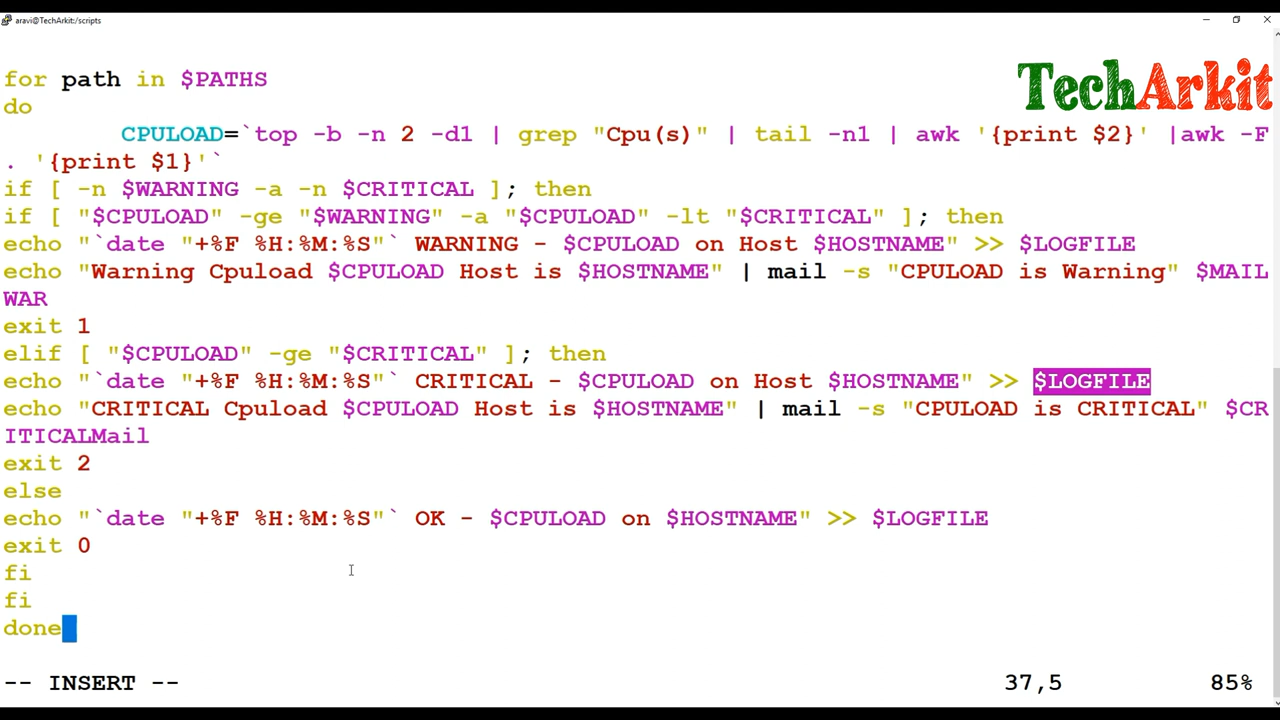 aravi@TechArkit:/scripts
TechArkit
for path in $PATHS
do
        CPULOAD=`top -b -n 2 -d1 | grep "Cpu(s)" | tail -n1 | awk '{print $2}' |awk -F
. '{print $1}'`
if [ -n $WARNING -a -n $CRITICAL ]; then
if [ "$CPULOAD" -ge "$WARNING" -a "$CPULOAD" -lt "$CRITICAL" ]; then
echo "`date "+%F %H:%M:%S"` WARNING - $CPULOAD on Host $HOSTNAME" >> $LOGFILE
echo "Warning Cpuload $CPULOAD Host is $HOSTNAME" | mail -s "CPULOAD is Warning" $MAIL
WAR
exit 1
elif [ "$CPULOAD" -ge "$CRITICAL" ]; then
echo "`date "+%F %H:%M:%S"` CRITICAL - $CPULOAD on Host $HOSTNAME" >> $LOGFILE
echo "CRITICAL Cpuload $CPULOAD Host is $HOSTNAME" | mail -s "CPULOAD is CRITICAL" $CR
ITICALMail
exit 2
else
echo "`date "+%F %H:%M:%S"` OK - $CPULOAD on $HOSTNAME" >> $LOGFILE
exit 0
fi
fi
done
-- INSERT -- 37,5 85%